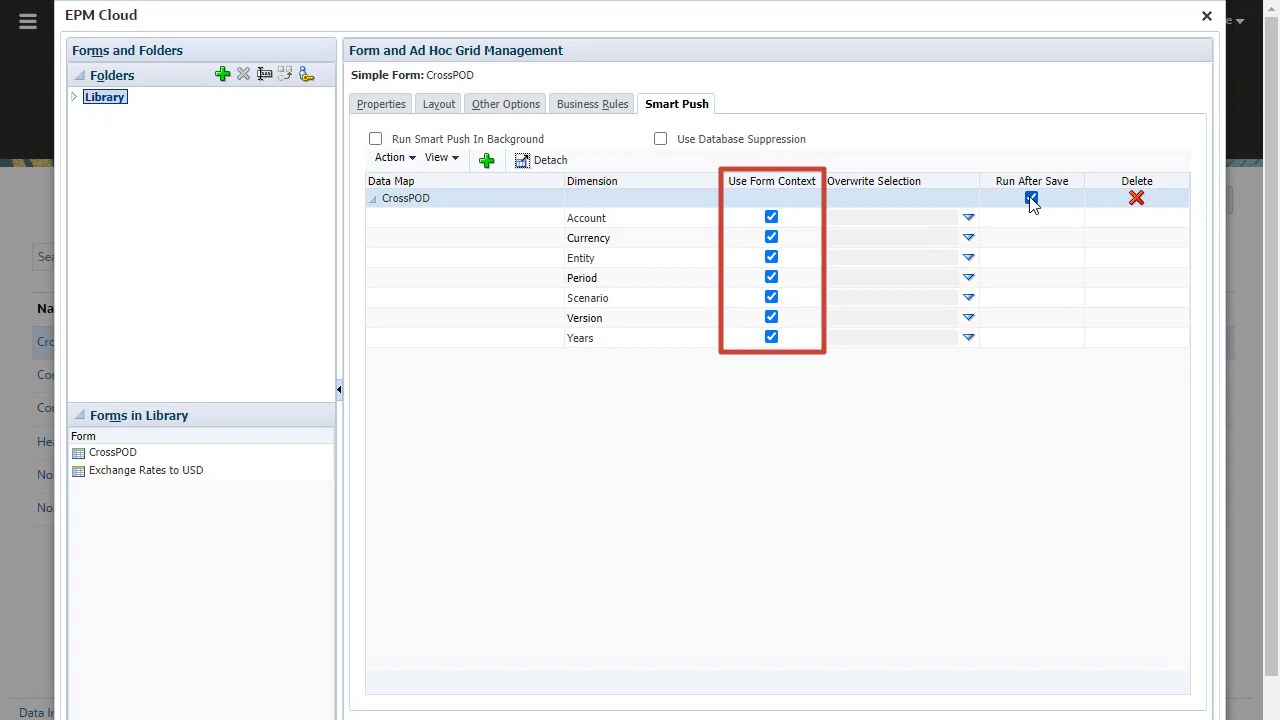 EPM Cloud
Forms and Folders
Folders
Library
Forms in Library
Form
CrossPOD
Exchange Rates to USD
Form and Ad Hoc Grid Management
Simple Form: CrossPOD
Properties Layout Other Options Business Rules Smart Push
Run Smart Push In Background Use Database Suppression
Action View Detach
Data Map Dimension Use Form Context Overwrite Selection Run After Save Delete
CrossPOD
Account
Currency
Entity
Period
Scenario
Version
Years